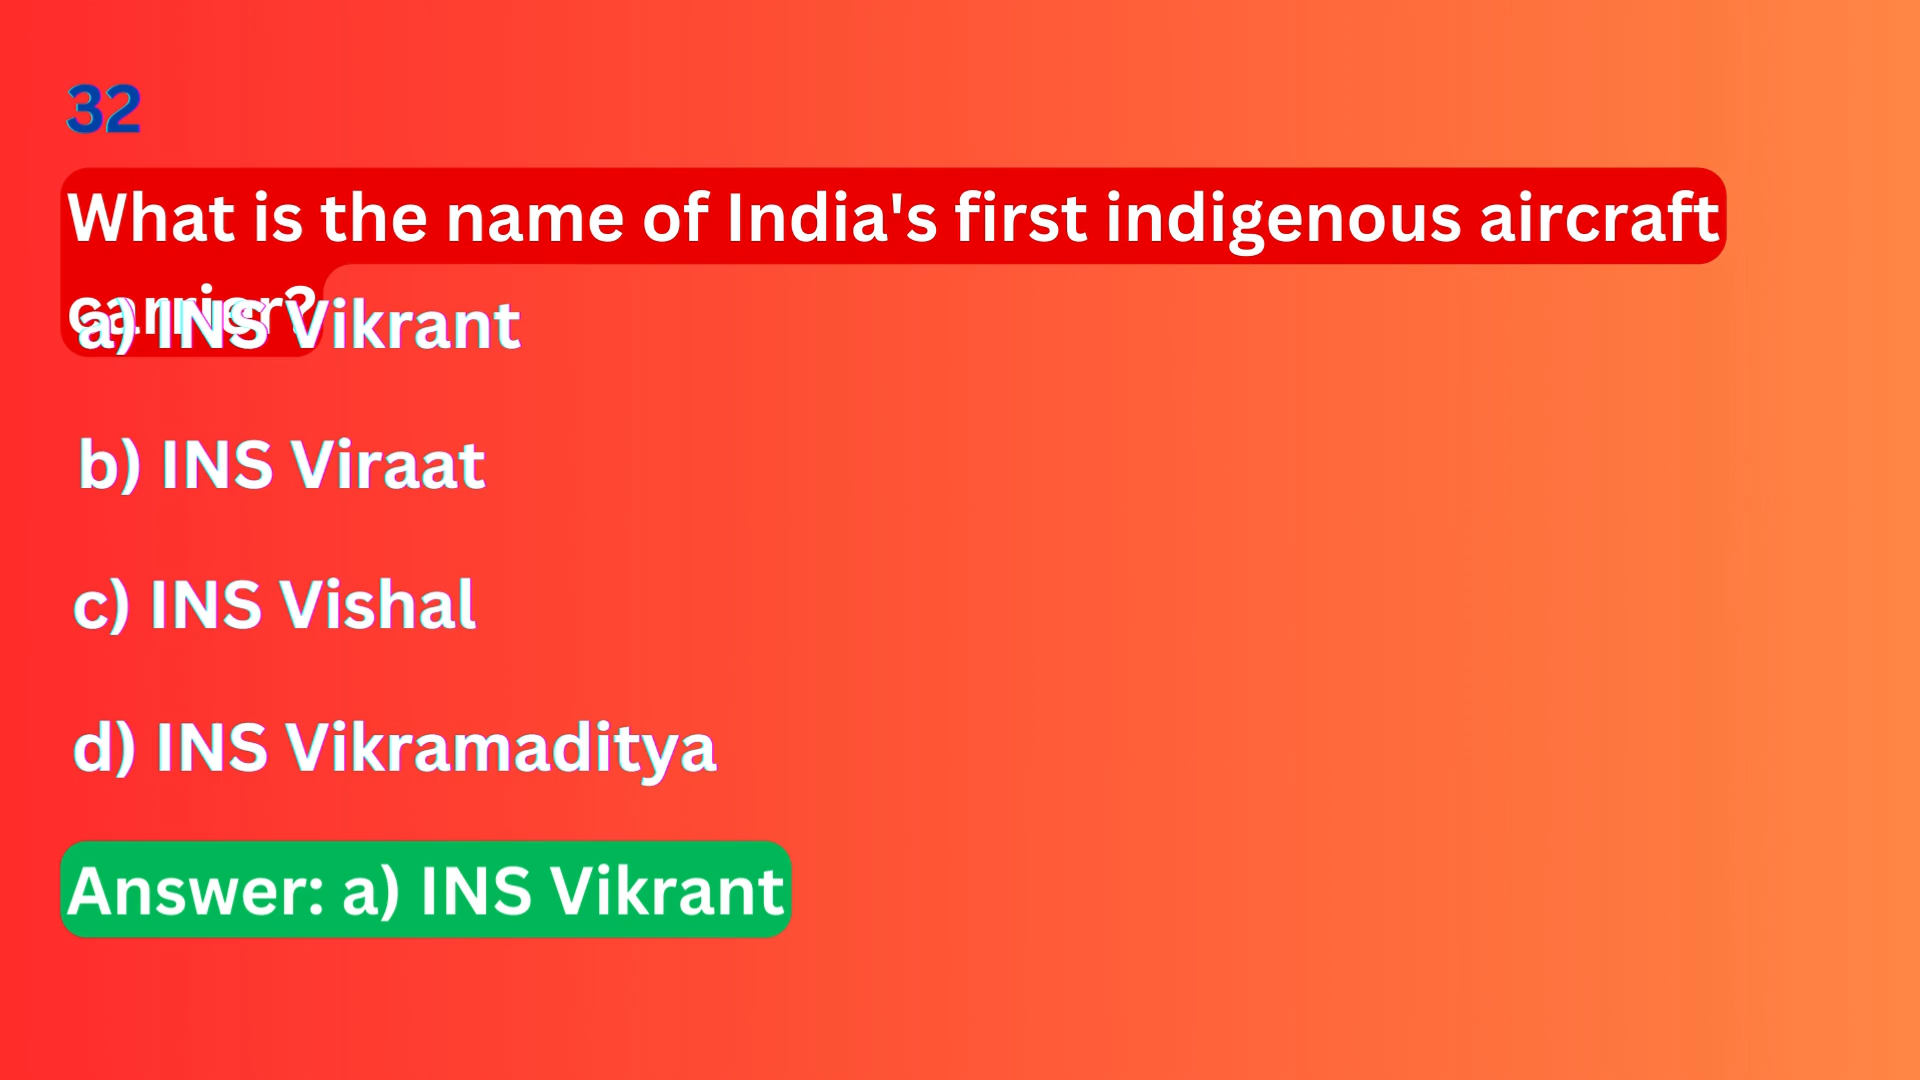 32
What is the name of India's first indigenous aircraft
carrier?
a) INS Vikrant
b) INS Viraat
c) INS Vishal
d) INS Vikramaditya
Answer: a) INS Vikrant